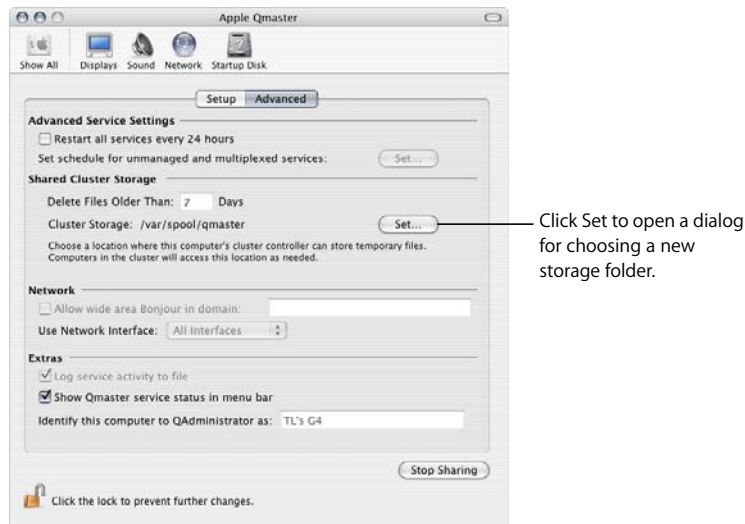 Apple Qmaster
Show All Displays Sound Network Startup Disk
Setup Advanced
Advanced Service Settings
Restart all services every 24 hours
Set schedule for unmanaged and multiplexed services: Set...
Shared Cluster Storage
Delete Files Older Than: 7 Days
Cluster Storage: /var/spool/qmaster Set...
Choose a location where this computer's cluster controller can store temporary files.
Computers in the cluster will access this location as needed.
Click Set to open a dialog
for choosing a new
storage folder.
Network
Allow wide area Bonjour in domain:
Use Network Interface: All Interfaces
Extras
Log service activity to file
Show Qmaster service status in menu bar
Identify this computer to QAdministrator as: TL's G4
Stop Sharing
Click the lock to prevent further changes.